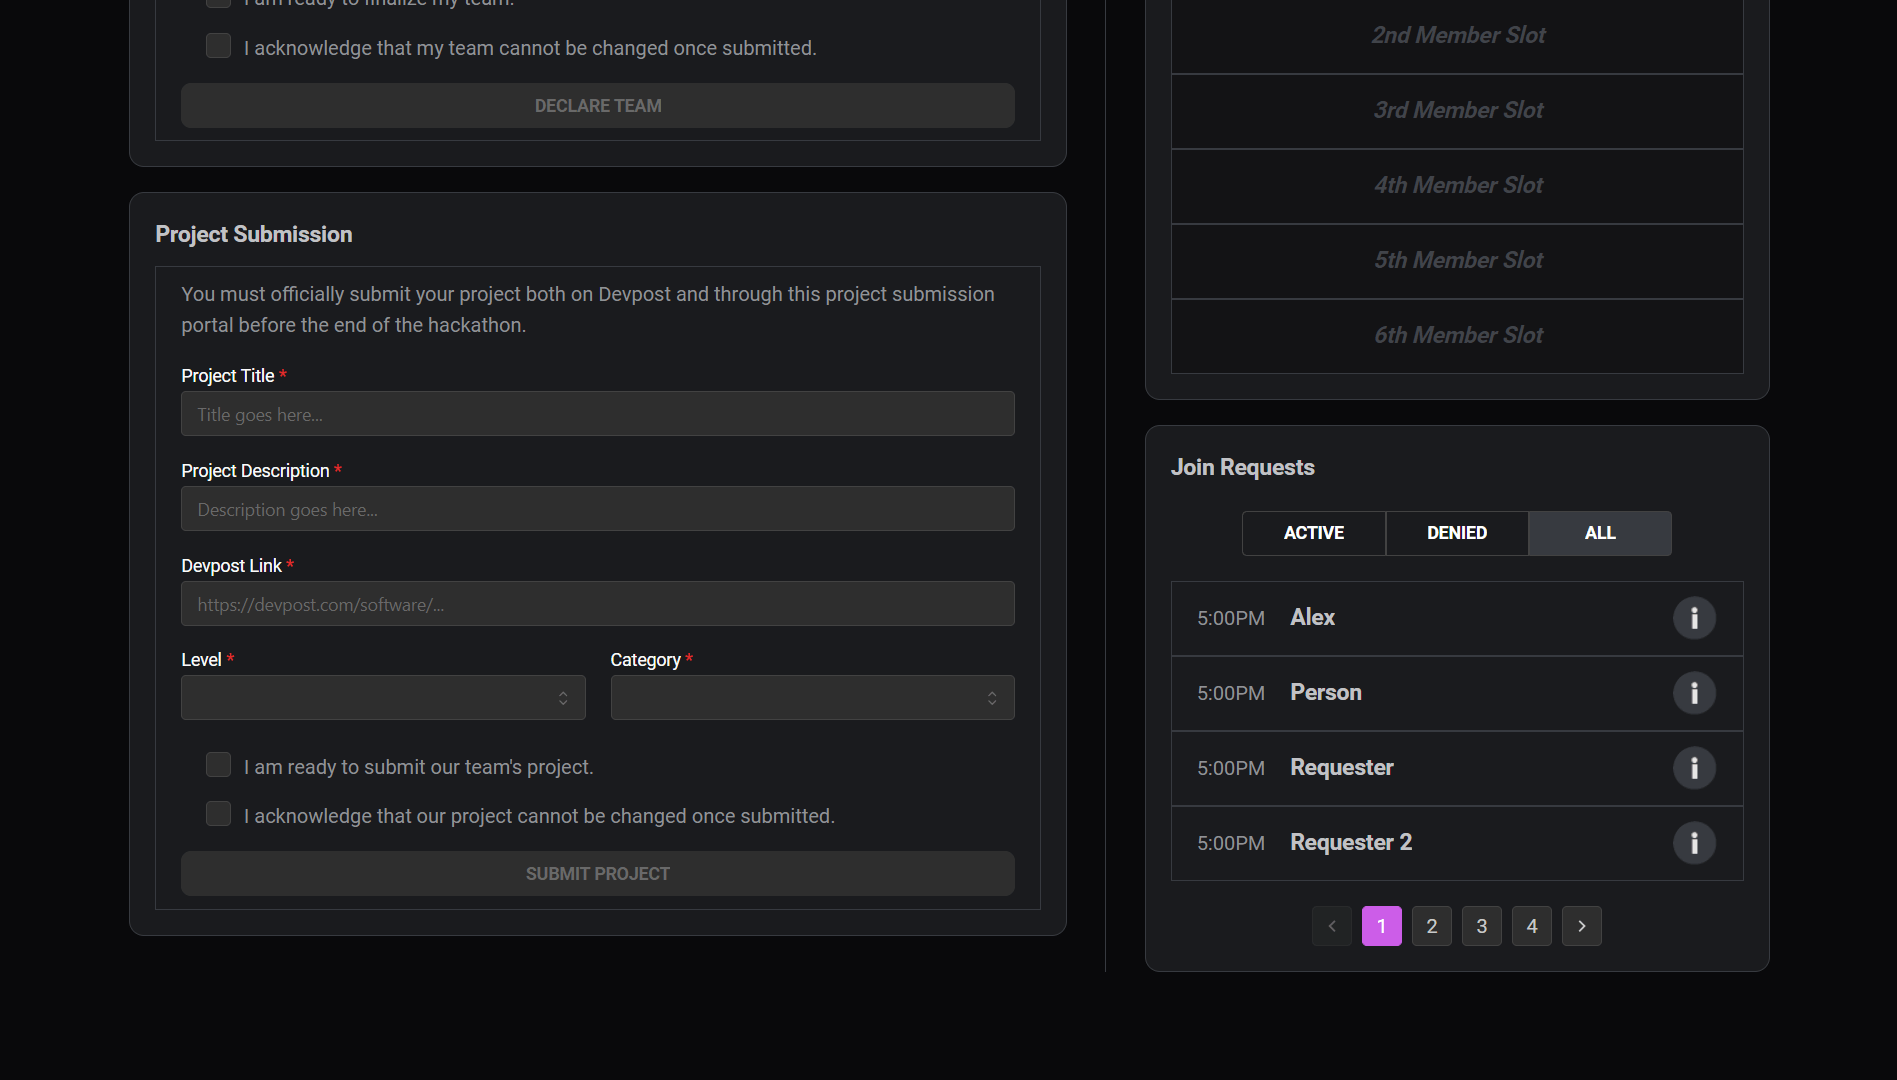 I am ready to finalize my team.
I acknowledge that my team cannot be changed once submitted.
DECLARE TEAM
Project Submission
You must officially submit your project both on Devpost and through this project submission
portal before the end of the hackathon.
Project Title *
Title goes here...
Project Description *
Description goes here...
Devpost Link *
https://devpost.com/software/...
Level *
Category *
I am ready to submit our team's project.
I acknowledge that our project cannot be changed once submitted.
SUBMIT PROJECT
2nd Member Slot
3rd Member Slot
4th Member Slot
5th Member Slot
6th Member Slot
Join Requests
ACTIVE DENIED ALL
5:00PM Alex
5:00PM Person
5:00PM Requester
5:00PM Requester 2
1 2 3 4